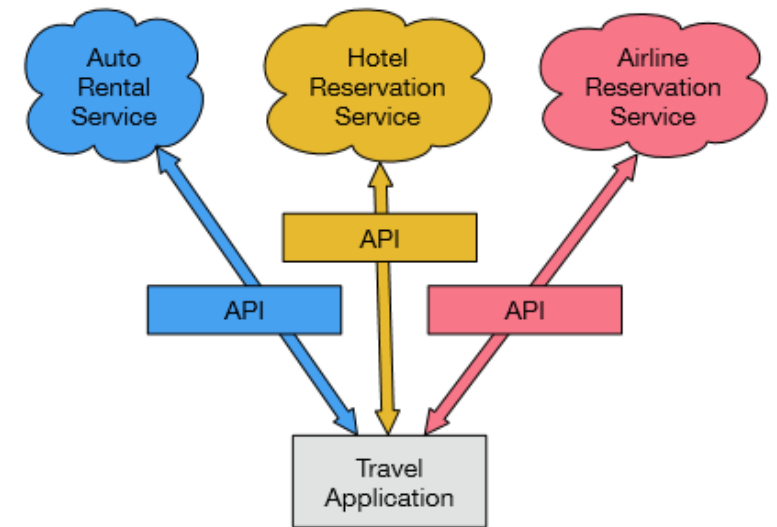 Auto
Rental
Service
Hotel
Reservation
Service
Airline
Reservation
Service
API
API
API
Travel
Application